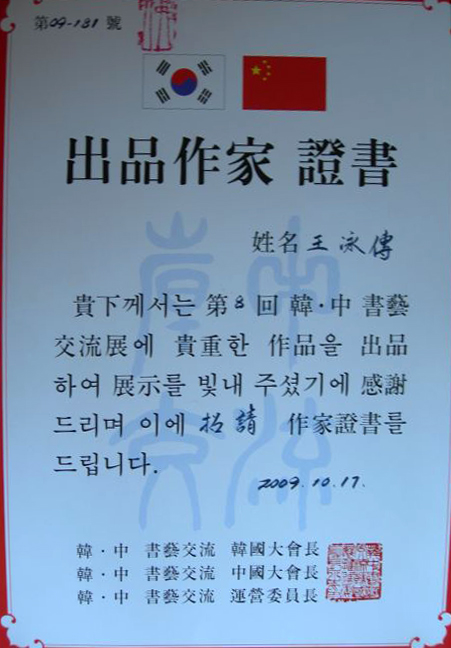 第09-181 號
出品作家 證書
姓名 王泳傳
貴下께서는 第8回 韓·中 書藝
交流展에 貴重한 作品을 出品
하여 展示를 빛내 주셨기에 感謝
드리며 이에 招請 作家證書를
드립니다.
2009.10.17.
韓·中 書藝交流 韓國大會長
韓·中 書藝交流 中國大會長
韓·中 書藝交流 運營委員長